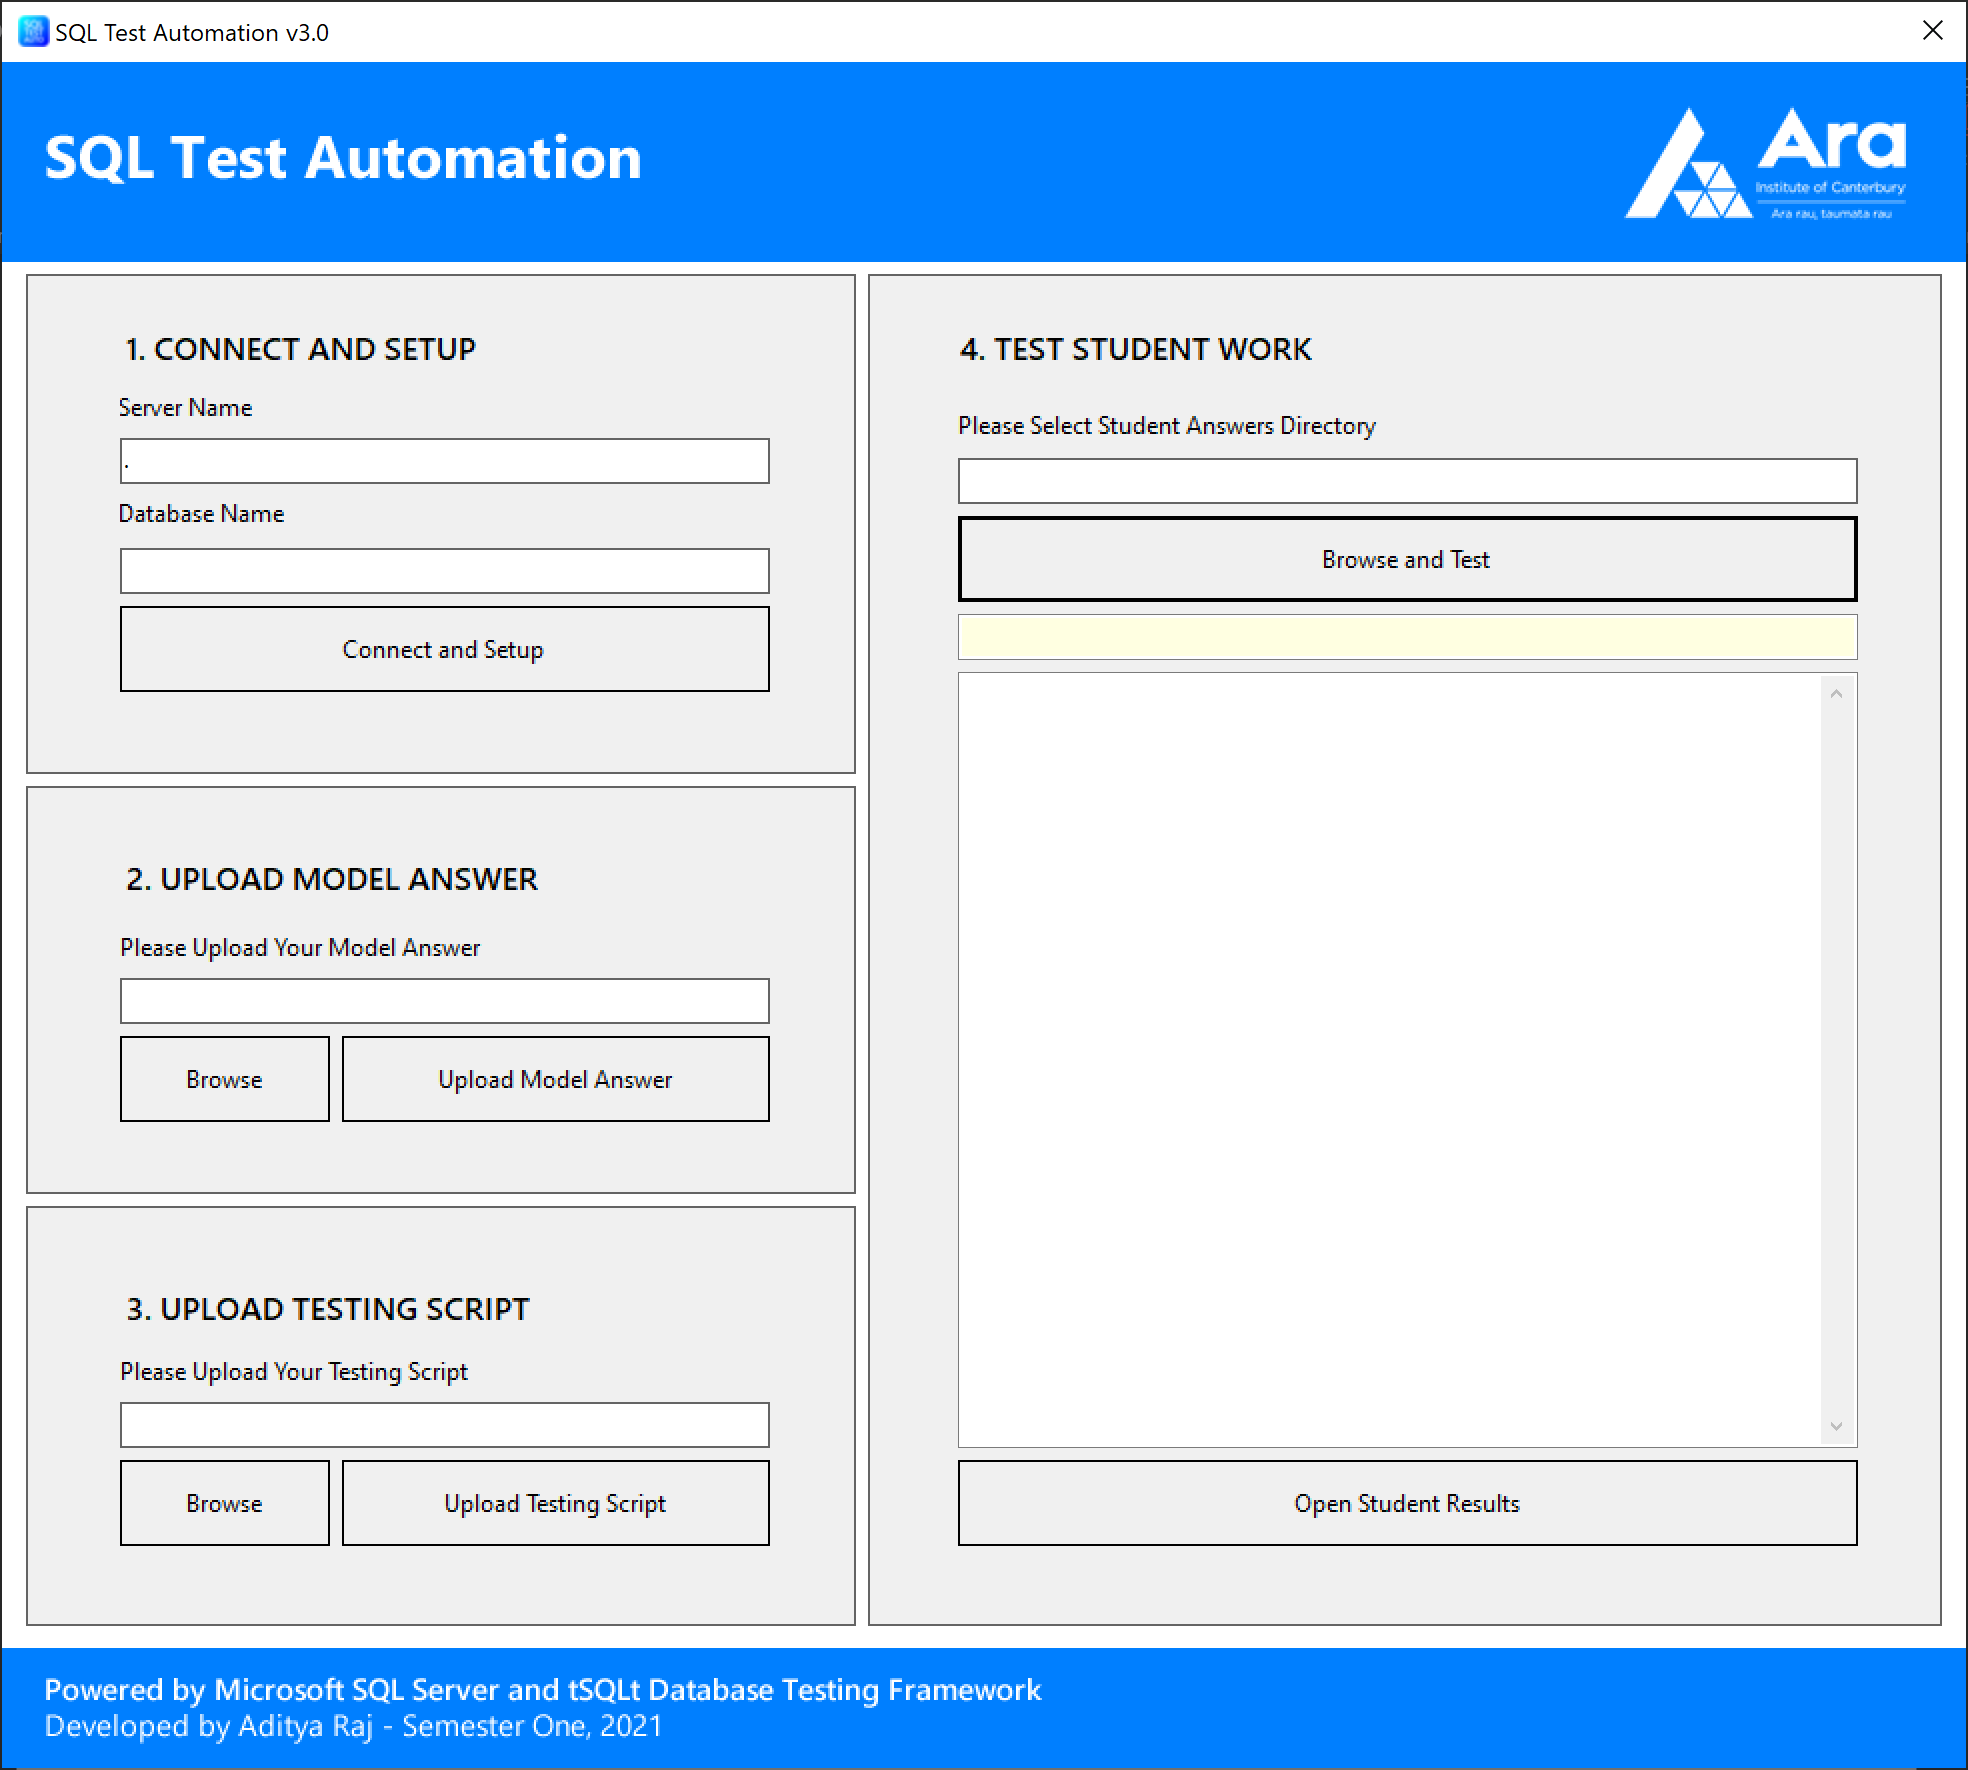 SQL Test Automation v3.0
SQL Test Automation
Ara
Institute of Canterbury
Ara rau, taumata rau
1. CONNECT AND SETUP
Server Name
.
Database Name
Connect and Setup
2. UPLOAD MODEL ANSWER
Please Upload Your Model Answer
Browse
Upload Model Answer
3. UPLOAD TESTING SCRIPT
Please Upload Your Testing Script
Browse
Upload Testing Script
4. TEST STUDENT WORK
Please Select Student Answers Directory
Browse and Test
Open Student Results
Powered by Microsoft SQL Server and tSQLt Database Testing Framework
Developed by Aditya Raj - Semester One, 2021